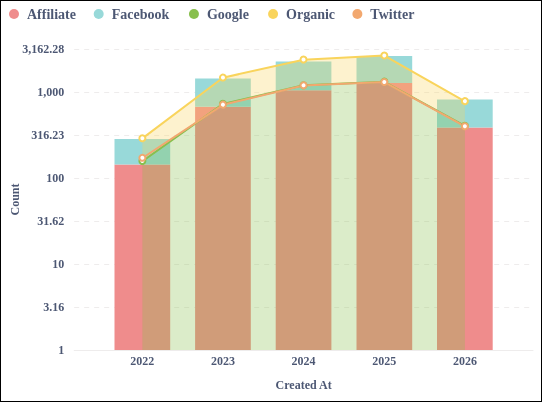 Affiliate Facebook Google Organic Twitter
3,162.28
1,000
316.23
100
31.62
10
3.16
1
Count
2022 2023 2024 2025 2026
Created At